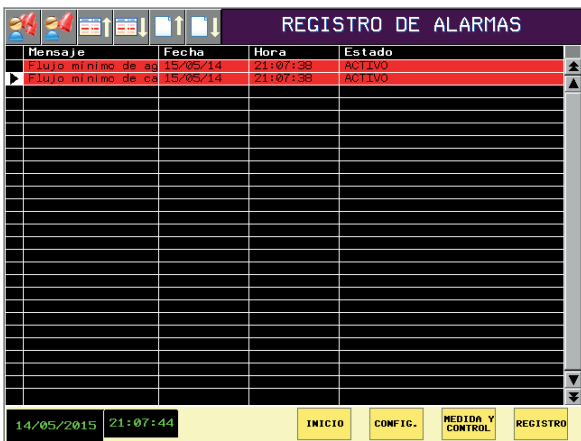 REGISTRO DE ALARMAS
Mensaje Fecha Hora Estado
Flujo minimo de ag 15/05/14 21:07:38 ACTIVO
Flujo minimo de ca 15/05/14 21:07:38 ACTIVO
14/05/2015 21:07:44 INICIO CONFIG. MEDIDA Y CONTROL REGISTRO